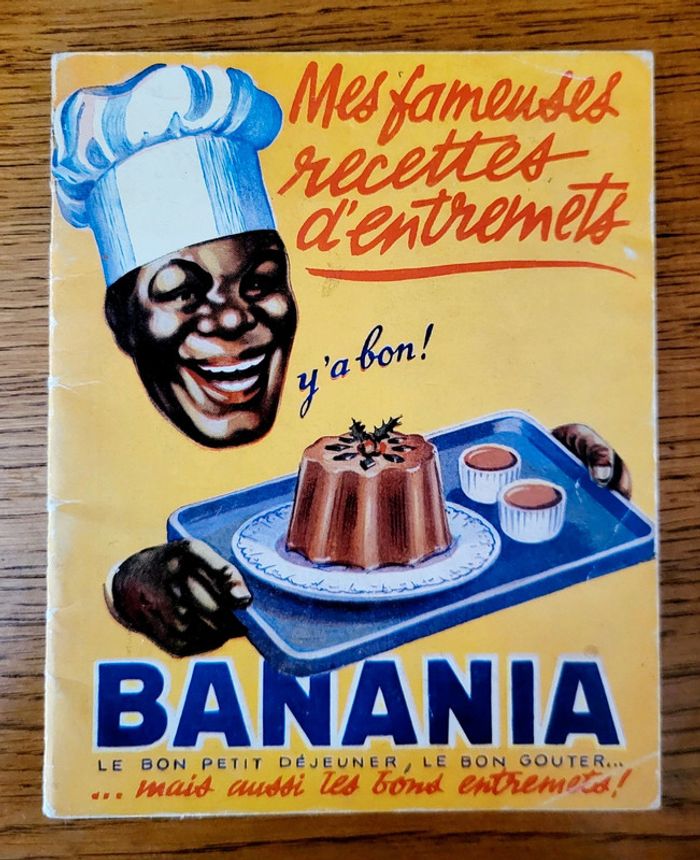 Mes fameuses
recettes
d'entremets
y'a bon!
BANANIA
LE BON PETIT DÉJEUNER, LE BON GOUTER...
... mais aussi les bons entremets!